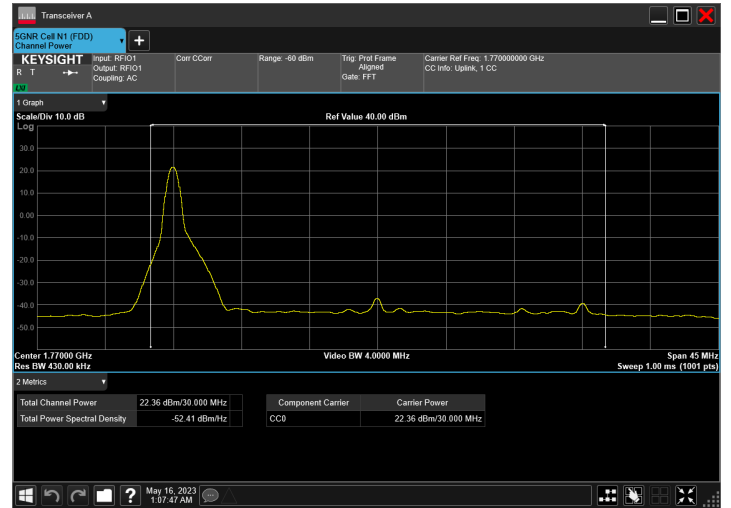 Transceiver A
5GNR Cell N1 (FDD)
Channel Power
KEYSIGHT
R T
LXI
Input: RFIO1
Output: RFIO1
Coupling: AC
Corr CCorr
Range: -60 dBm
Trig: Prot Frame
Aligned
Gate: FFT
Carrier Ref Freq: 1.770000000 GHz
CC Info: Uplink, 1 CC
1 Graph
Scale/Div 10.0 dB
Ref Value 40.00 dBm
Log
30.0
20.0
10.0
0.00
-10.0
-20.0
-30.0
-40.0
-50.0
Center 1.77000 GHz
Video BW 4.0000 MHz
Span 45 MHz
Res BW 430.00 kHz
Sweep 1.00 ms (1001 pts)
2 Metrics
Total Channel Power 22.36 dBm/30.000 MHz
Total Power Spectral Density -52.41 dBm/Hz
Component Carrier Carrier Power
CC0 22.36 dBm/30.000 MHz
?
May 16, 2023
1:07:47 AM